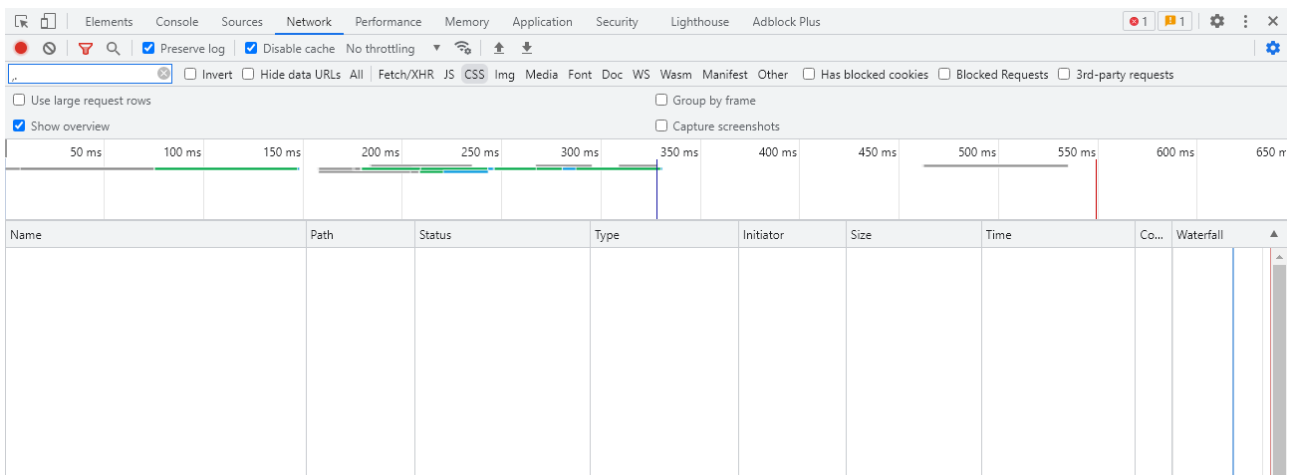 Elements Console Sources Network Performance Memory Application Security Lighthouse Adblock Plus 1 1
Preserve log Disable cache No throttling
,. Invert Hide data URLs All Fetch/XHR JS CSS Img Media Font Doc WS Wasm Manifest Other Has blocked cookies Blocked Requests 3rd-party requests
Use large request rows Group by frame
Show overview Capture screenshots
50 ms 100 ms 150 ms 200 ms 250 ms 300 ms 350 ms 400 ms 450 ms 500 ms 550 ms 600 ms 650 m
Name Path Status Type Initiator Size Time Co... Waterfall